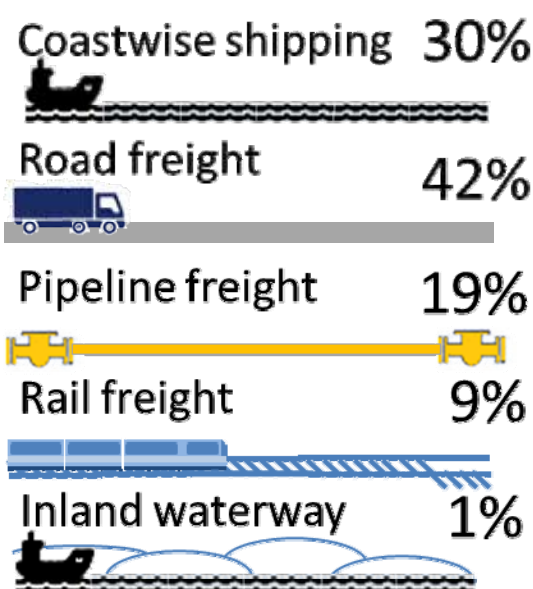 Coastwise shipping 30%
Road freight 42%
Pipeline freight 19%
Rail freight 9%
Inland waterway 1%